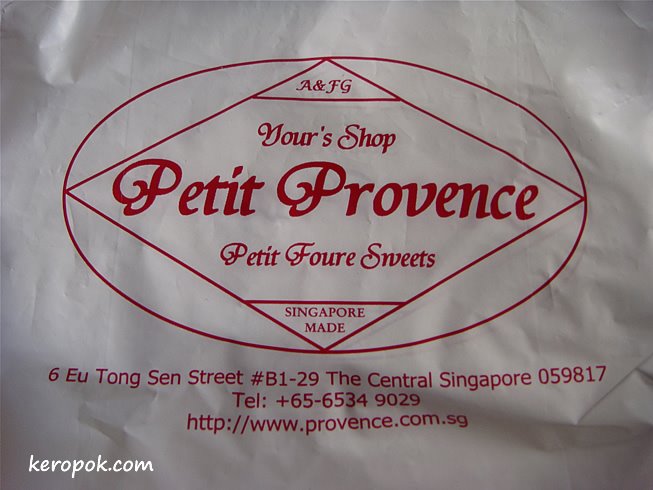 A & FG
Your's Shop
Petit Provence
Petit Foure Sweets
SINGAPORE
MADE
6 Eu Tong Sen Street #B1-29 The Central Singapore 059817
Tel: +65-6534 9029
http://www.provence.com.sg
keropok.com